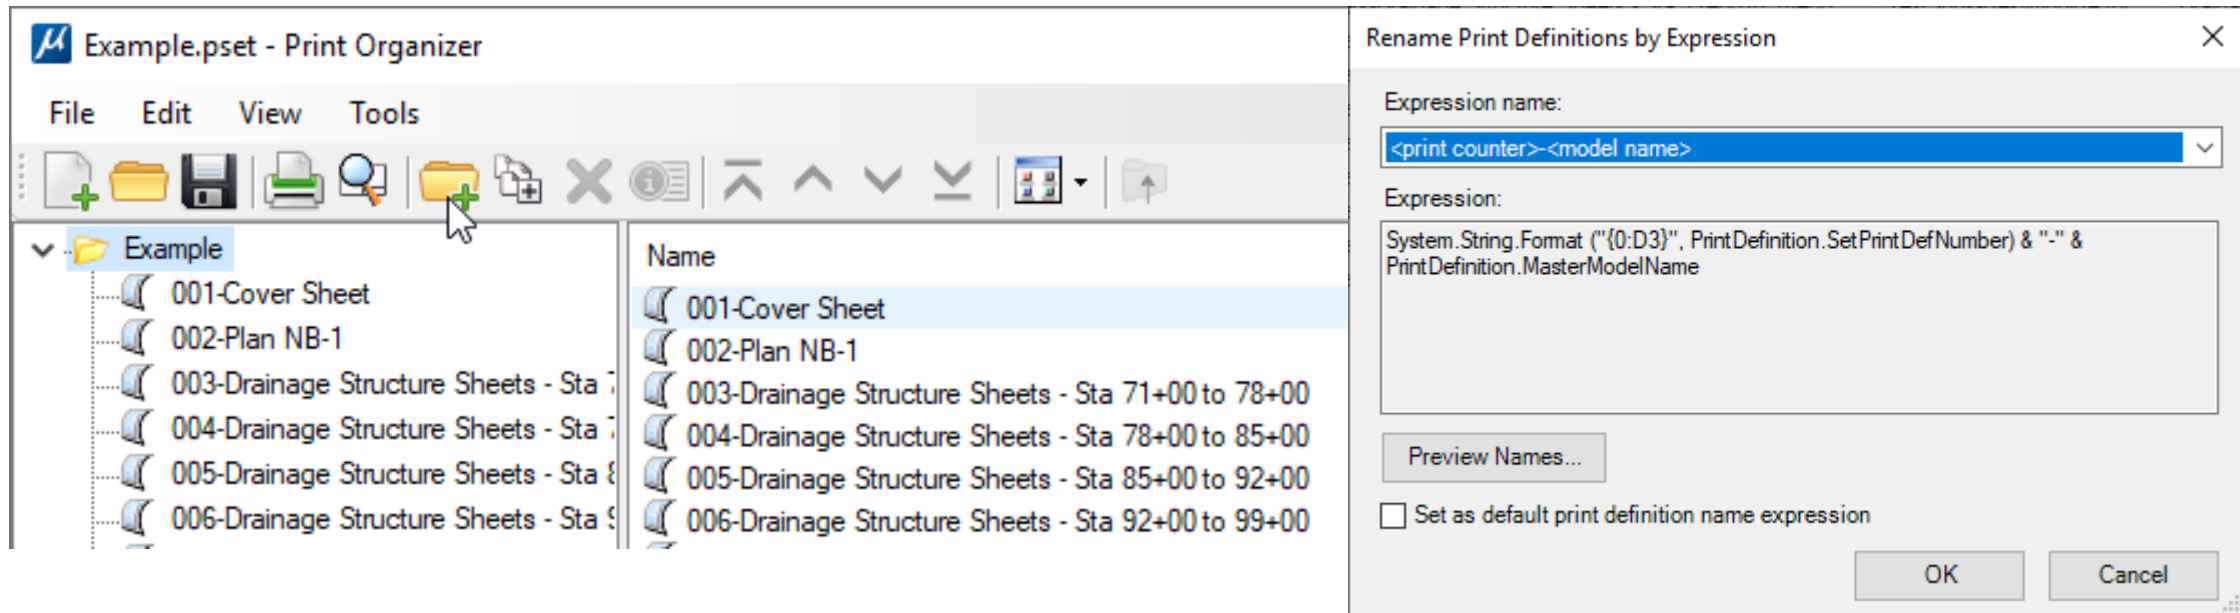 Example.pset - Print Organizer
File Edit View Tools
Example
001-Cover Sheet
002-Plan NB-1
003-Drainage Structure Sheets - Sta
004-Drainage Structure Sheets - Sta
005-Drainage Structure Sheets - Sta
006-Drainage Structure Sheets - Sta
Name
001-Cover Sheet
002-Plan NB-1
003-Drainage Structure Sheets - Sta 71+00 to 78+00
004-Drainage Structure Sheets - Sta 78+00 to 85+00
005-Drainage Structure Sheets - Sta 85+00 to 92+00
006-Drainage Structure Sheets - Sta 92+00 to 99+00
Rename Print Definitions by Expression
Expression name:
<print counter>-<model name>
Expression:
System.String.Format ("{0:D3}", PrintDefinition.SetPrintDefNumber) & "-" &
PrintDefinition.MasterModelName
Preview Names...
Set as default print definition name expression
OK Cancel